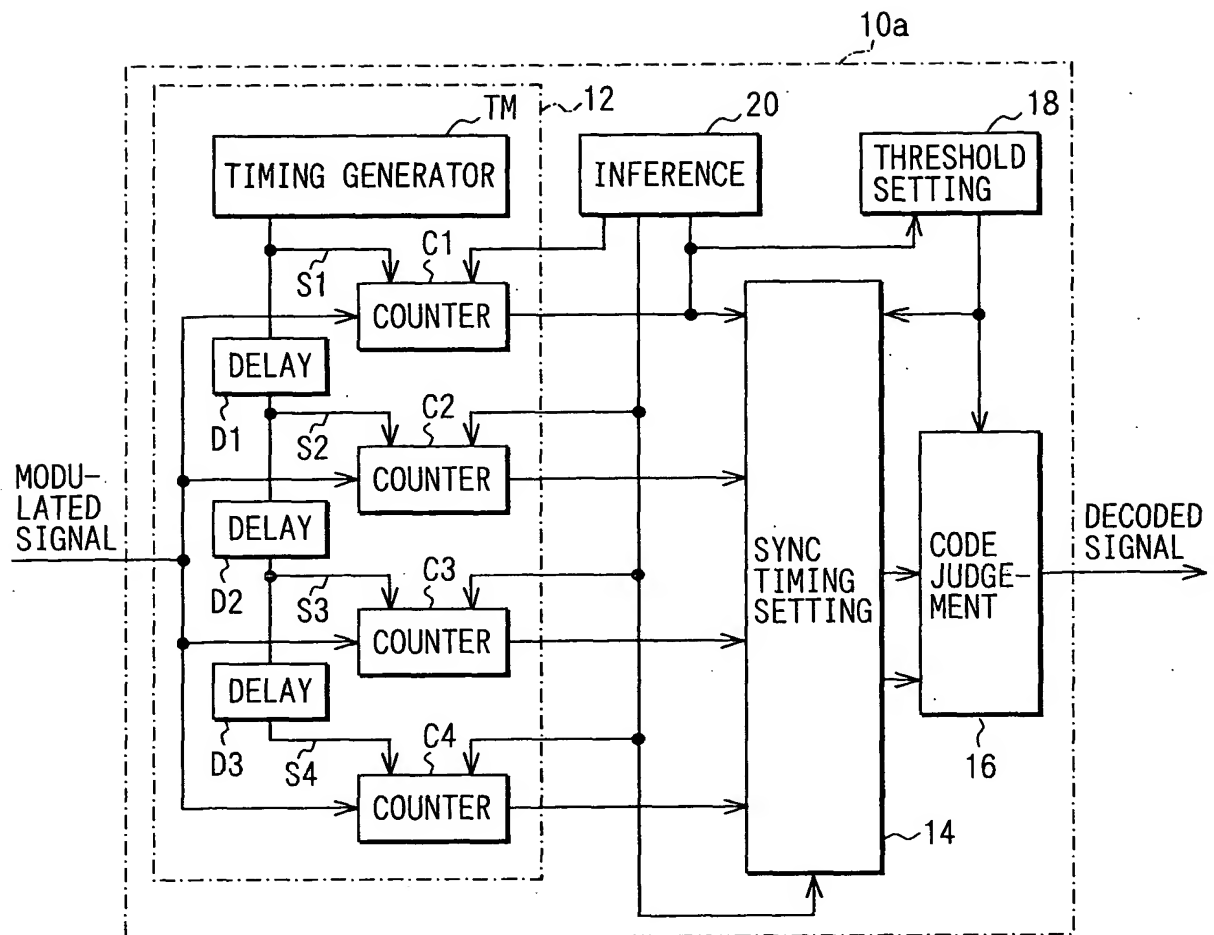 10a
12
TM
20
18
TIMING GENERATOR
INFERENCE
THRESHOLD
SETTING
C1
S1
COUNTER
DELAY
D1
C2
S2
COUNTER
MODU-
LATED
SIGNAL
DELAY
D2
C3
S3
COUNTER
SYNC
TIMING
SETTING
CODE
JUDGE-
MENT
DECODED
SIGNAL
DELAY
D3
C4
S4
COUNTER
16
14